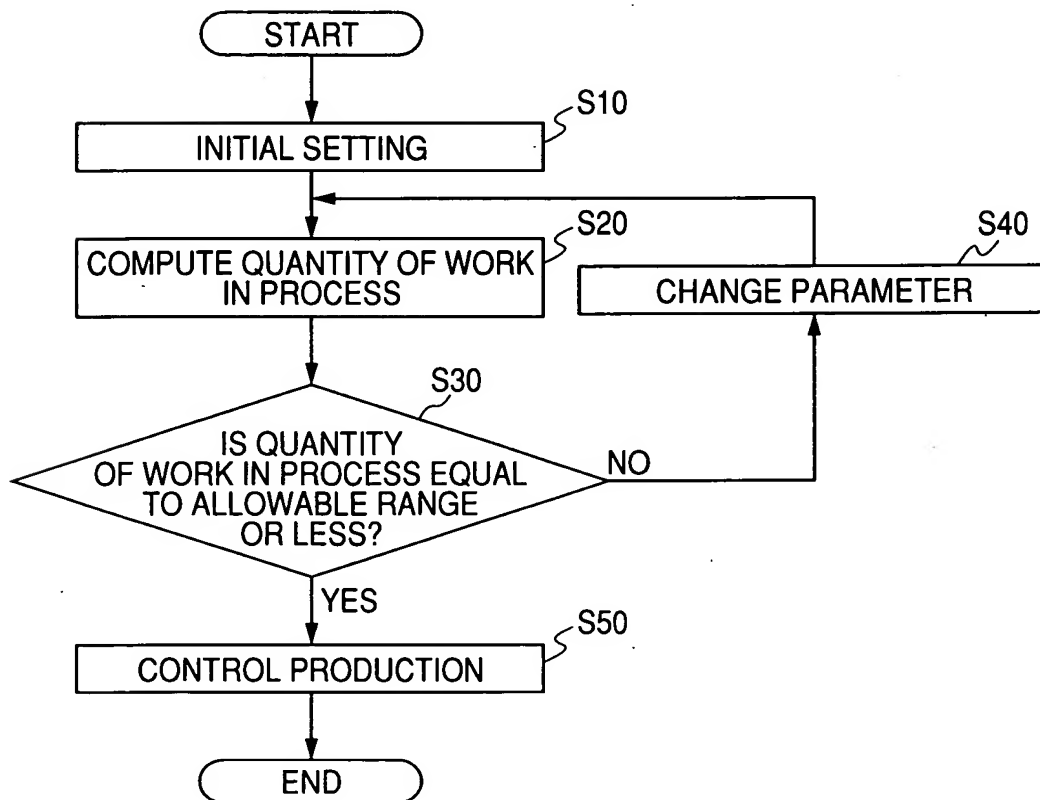 START
S10
INITIAL SETTING
S20
COMPUTE QUANTITY OF WORK
IN PROCESS
S40
CHANGE PARAMETER
S30
IS QUANTITY
OF WORK IN PROCESS EQUAL
TO ALLOWABLE RANGE
OR LESS?
NO
YES
S50
CONTROL PRODUCTION
END